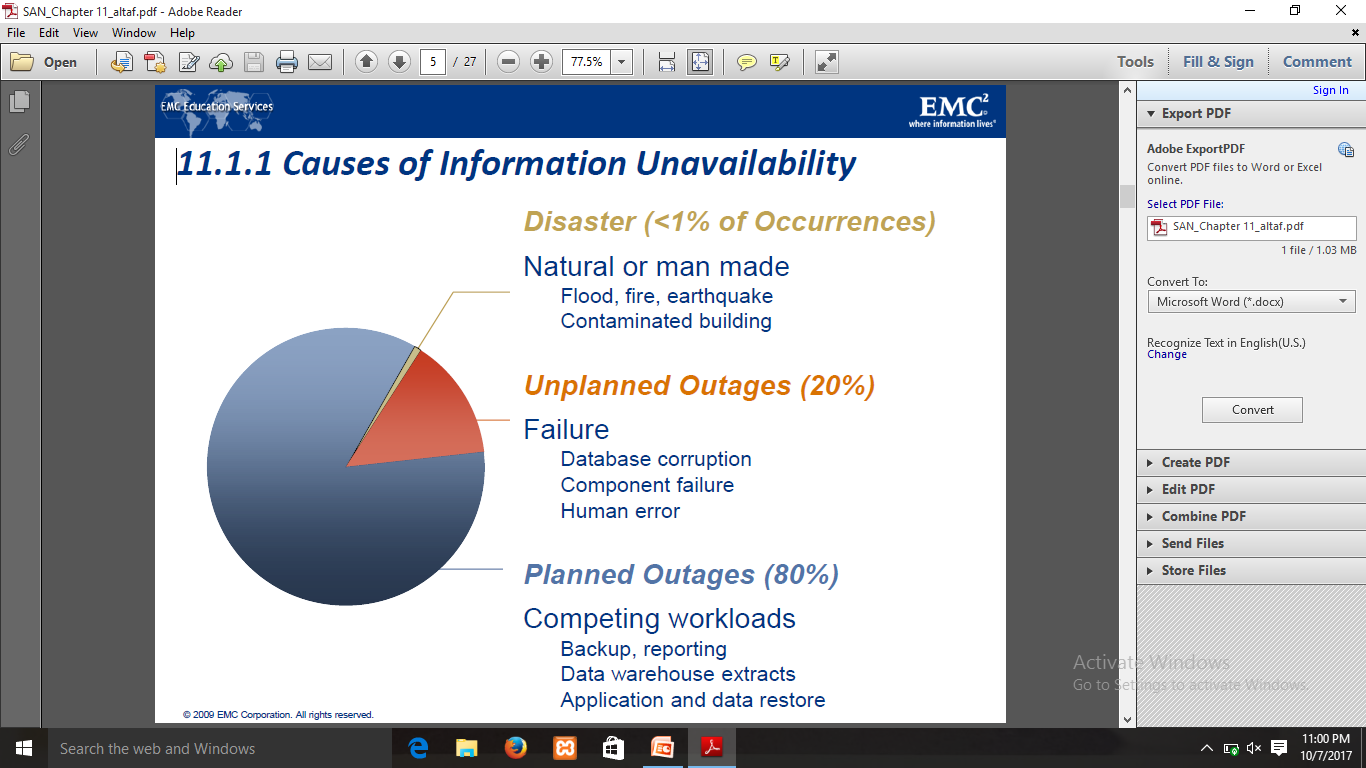 SAN_Chapter 11_altaf.pdf - Adobe Reader
File Edit View Window Help
Open 5 / 27 77.5% Tools Fill & Sign Comment
Sign In
EMC Education Services
EMC²
where information lives®
11.1.1 Causes of Information Unavailability
Disaster (<1% of Occurrences)
Natural or man made
Flood, fire, earthquake
Contaminated building
Unplanned Outages (20%)
Failure
Database corruption
Component failure
Human error
Planned Outages (80%)
Competing workloads
Backup, reporting
Data warehouse extracts
Application and data restore
© 2009 EMC Corporation. All rights reserved.
Export PDF
Adobe ExportPDF
Convert PDF files to Word or Excel
online.
Select PDF File:
SAN_Chapter 11_altaf.pdf
1 file / 1.03 MB
Convert To:
Microsoft Word (*.docx)
Recognize Text in English(U.S.)
Change
Convert
Create PDF
Edit PDF
Combine PDF
Send Files
Store Files
Activate Windows
Go to Settings to activate Windows.
Search the web and Windows
11:00 PM
10/7/2017